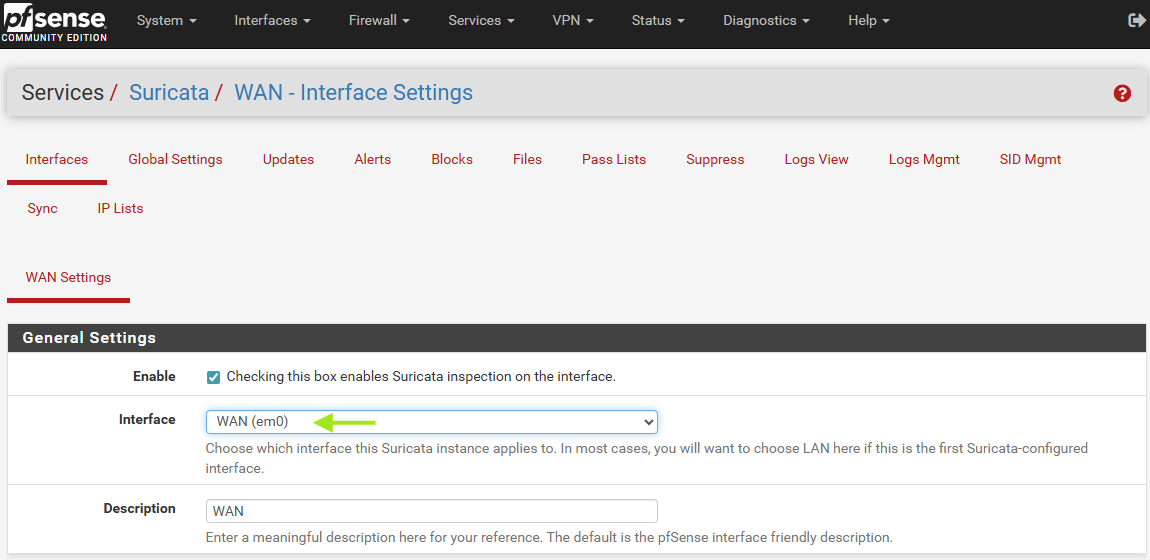 pfsense
COMMUNITY EDITION
System Interfaces Firewall Services VPN Status Diagnostics Help
Services / Suricata / WAN - Interface Settings
Interfaces Global Settings Updates Alerts Blocks Files Pass Lists Suppress Logs View Logs Mgmt SID Mgmt
Sync IP Lists
WAN Settings
General Settings
Enable Checking this box enables Suricata inspection on the interface.
Interface WAN (em0)
Choose which interface this Suricata instance applies to. In most cases, you will want to choose LAN here if this is the first Suricata-configured
interface.
Description WAN
Enter a meaningful description here for your reference. The default is the pfSense interface friendly description.